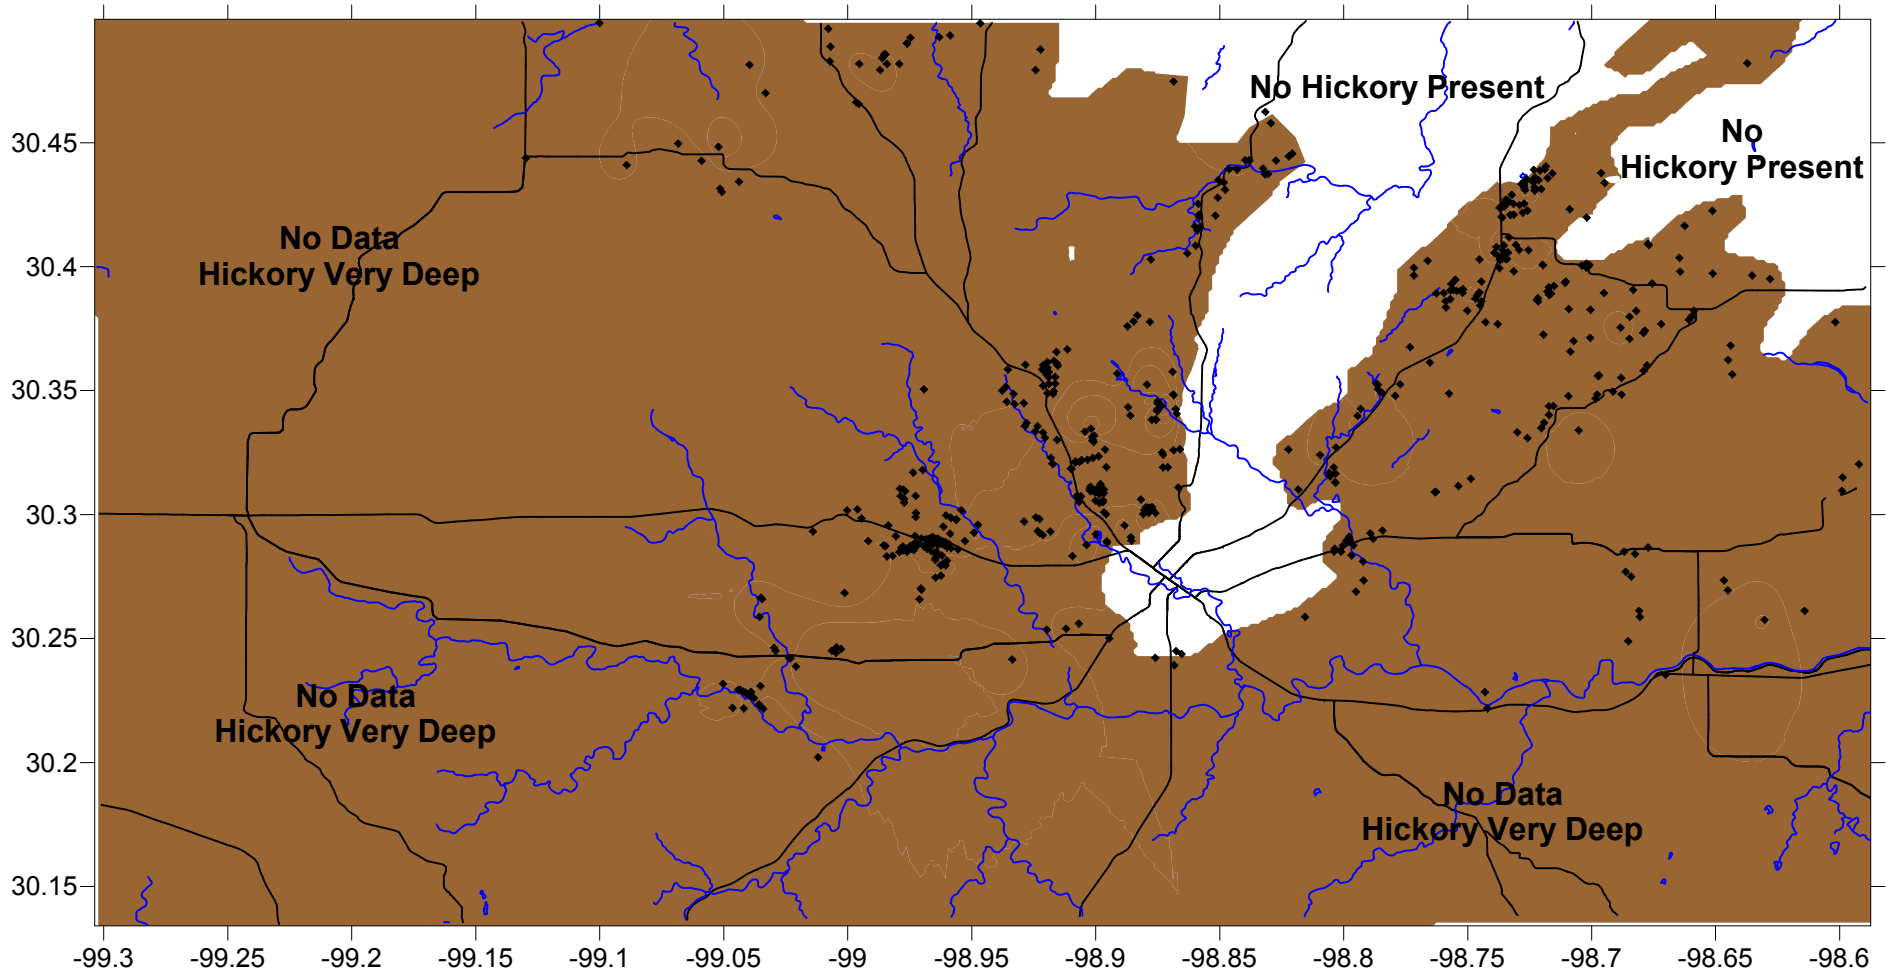 No Hickory Present
No
Hickory Present
30.45
No Data
Hickory Very Deep
30.4
30.35
30.3
30.25
No Data
Hickory Very Deep
30.2
No Data
Hickory Very Deep
30.15
-99.3 -99.25 -99.2 -99.15 -99.1 -99.05 -99 -98.95 -98.9 -98.85 -98.8 -98.75 -98.7 -98.65 -98.6